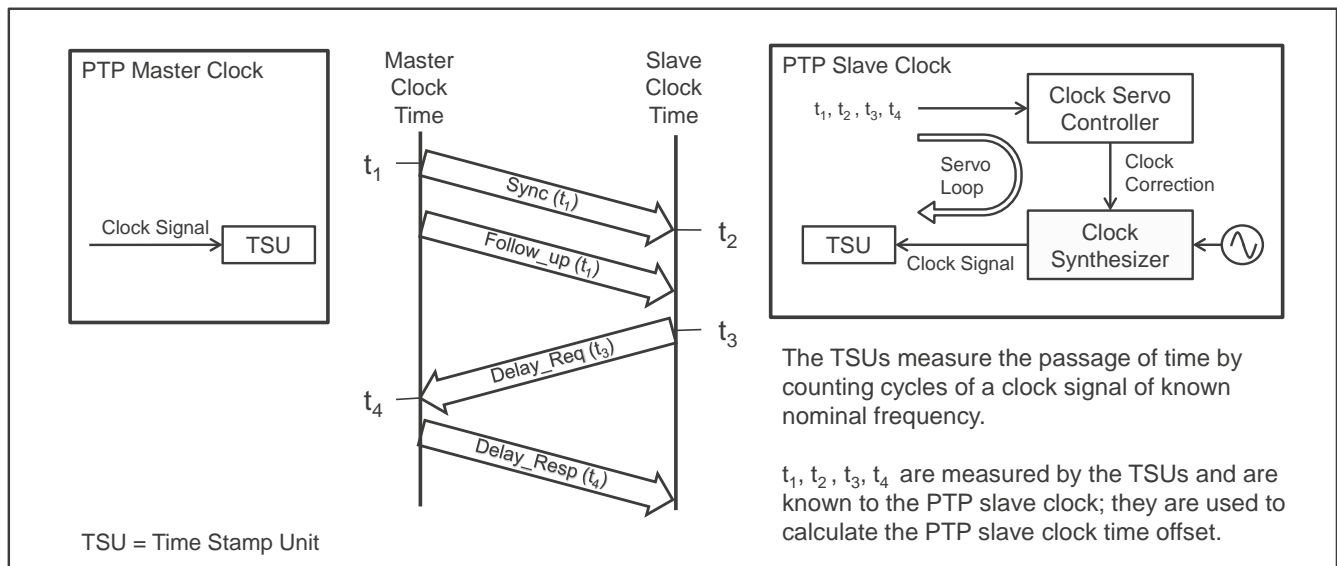 PTP Master Clock
Clock Signal
TSU
TSU = Time Stamp Unit
Master
Clock
Time
Slave
Clock
Time
t₁
Sync (t₁)
t₂
Follow_up (t₁)
t₃
Delay_Req (t₃)
t₄
Delay_Resp (t₄)
PTP Slave Clock
t₁, t₂ , t₃, t₄
Clock Servo
Controller
Servo
Loop
Clock
Correction
TSU
Clock Signal
Clock
Synthesizer
The TSUs measure the passage of time by
counting cycles of a clock signal of known
nominal frequency.
t₁, t₂ , t₃, t₄ are measured by the TSUs and are
known to the PTP slave clock; they are used to
calculate the PTP slave clock time offset.